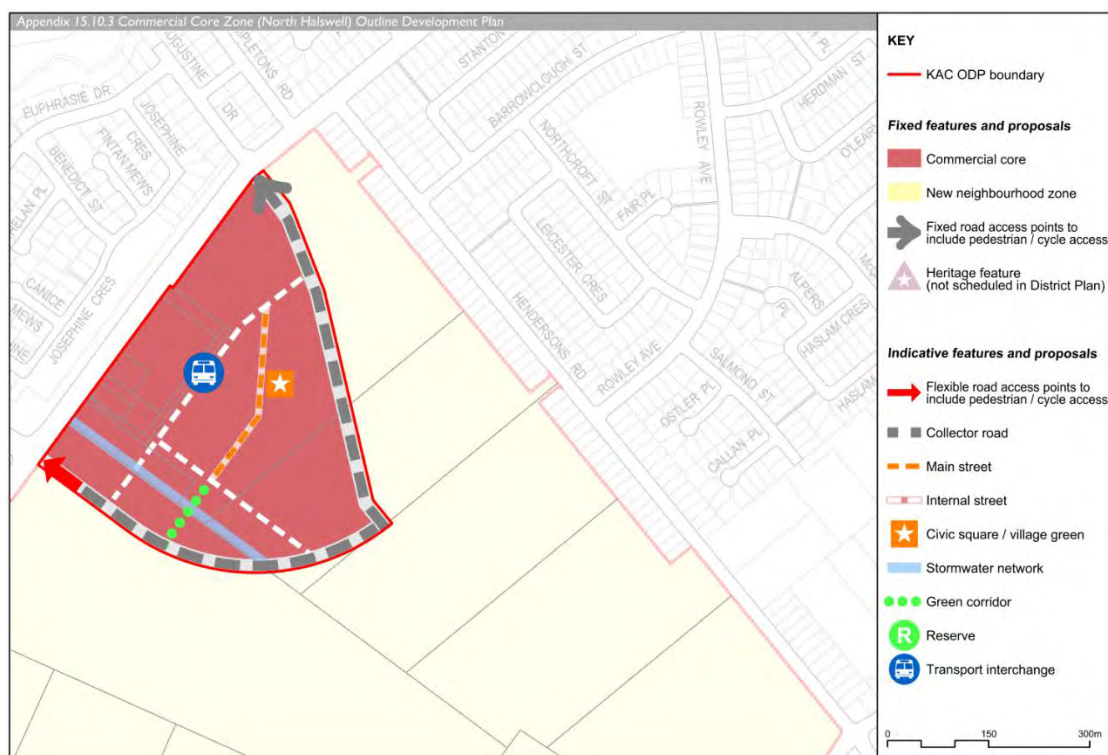 Appendix 15.10.3 Commercial Core Zone (North Halswell) Outline Development Plan
EUPHRASIE DR
AUGUSTINE
DR
JOSEPHINE
CRES
FINTAN MEWS
BENEDICT ST
CANICE
MEWS
JOSEPHINE CRES
STANTON
BARROWCLOUGH ST
ROWLEY AVE
HERDMAN ST
NORTHCROFT
ST
FAIR PL
LEICESTER CRES
HENDERSONS
RD
ROWLEY AVE
ALPERS
PL
HASLAM CRES
SALMOND ST
OSTLER PL
CALLAN PL
KEY
KAC ODP boundary
Fixed features and proposals
Commercial core
New neighbourhood zone
Fixed road access points to
include pedestrian / cycle access
Heritage feature
(not scheduled in District Plan)
Indicative features and proposals
Flexible road access points to
include pedestrian / cycle access
Collector road
Main street
Internal street
Civic square / village green
Stormwater network
Green corridor
R
Reserve
Transport interchange
0 150 300m